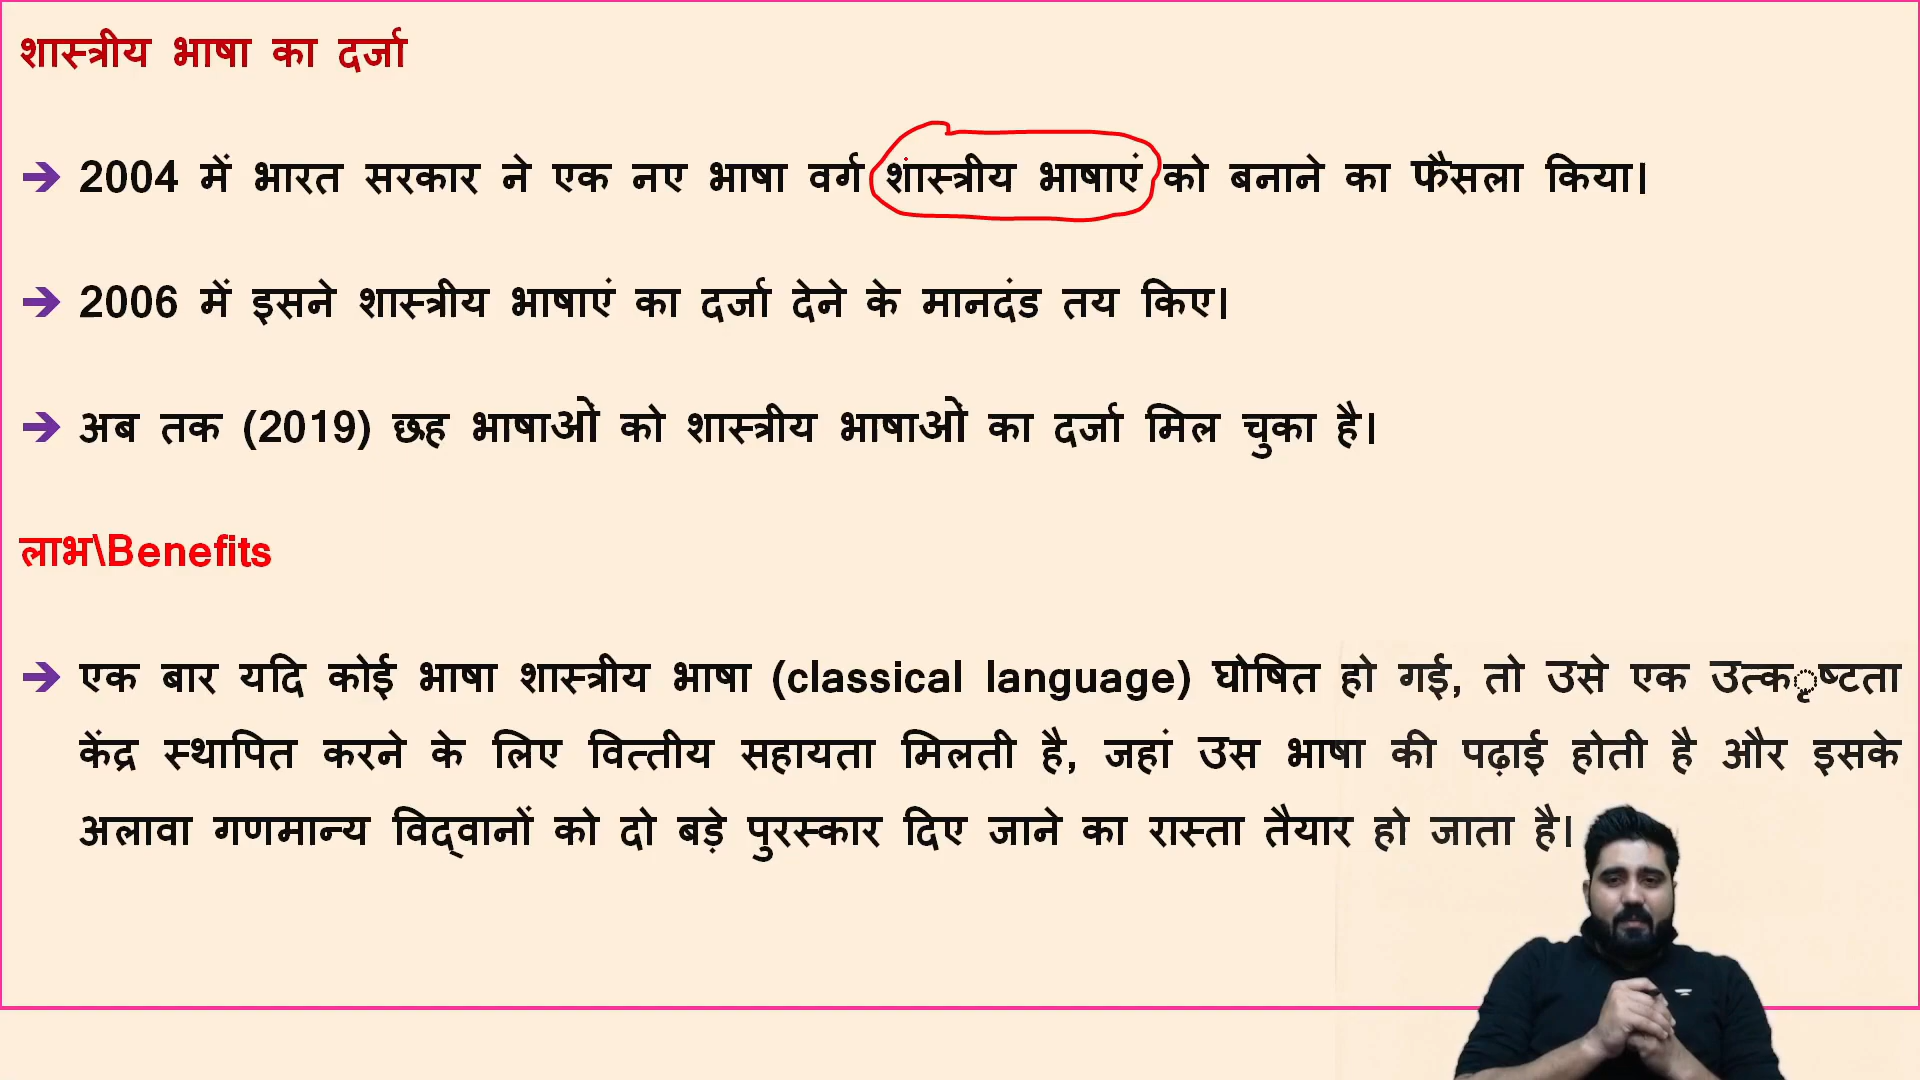 शास्त्रीय भाषा का दर्जा
➔ 2004 में भारत सरकार ने एक नए भाषा वर्ग शास्त्रीय भाषाएं को बनाने का फैसला किया।
➔ 2006 में इसने शास्त्रीय भाषाएं का दर्जा देने के मानदंड तय किए।
➔ अब तक (2019) छह भाषाओं को शास्त्रीय भाषाओं का दर्जा मिल चुका है।
लाभ\Benefits
➔ एक बार यदि कोई भाषा शास्त्रीय भाषा (classical language) घोषित हो गई, तो उसे एक उत्कृष्टता
केंद्र स्थापित करने के लिए वित्तीय सहायता मिलती है, जहां उस भाषा की पढ़ाई होती है और इसके
अलावा गणमान्य विद्वानों को दो बड़े पुरस्कार दिए जाने का रास्ता तैयार हो जाता है।